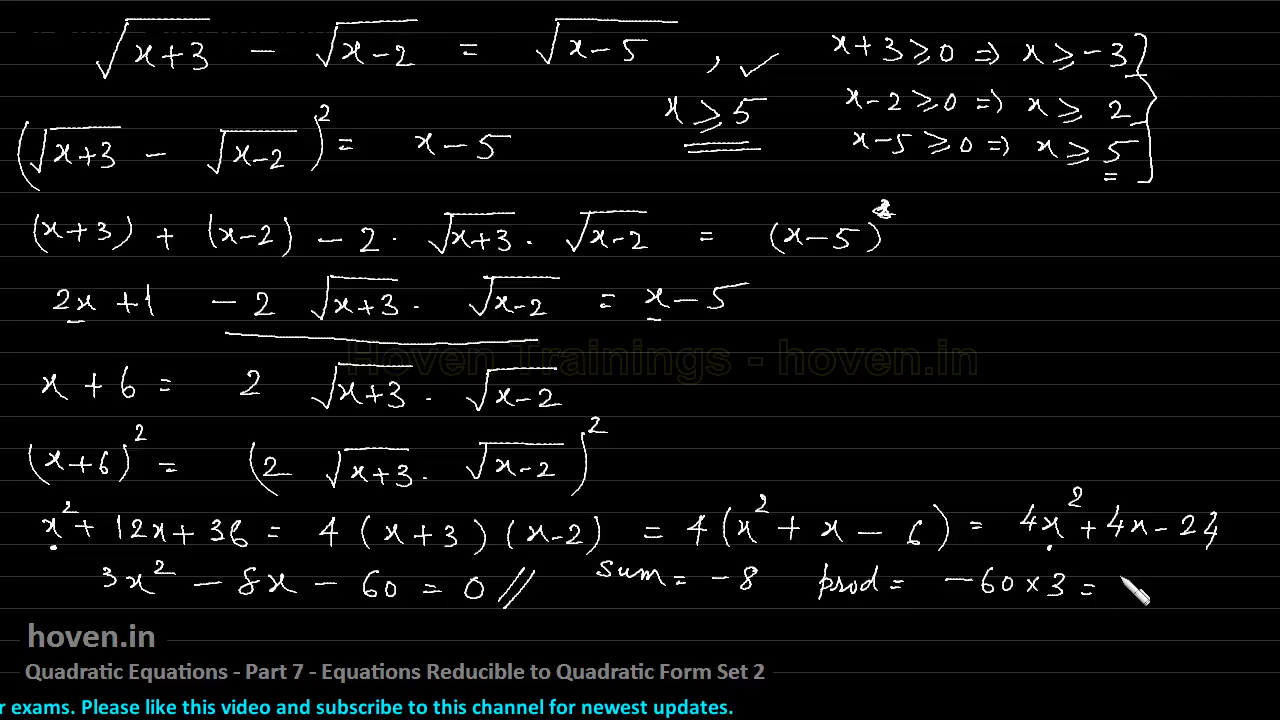 √(x+3) - √(x-2) = √(x-5) , ✓ x+3 ≥ 0 ⇒ x ≥ -3
x ≥ 5 x-2 ≥ 0 ⇒ x ≥ 2
(√(x+3) - √(x-2))² = x-5 x-5 ≥ 0 ⇒ x ≥ 5
(x+3) + (x-2) - 2 · √(x+3) · √(x-2) = (x-5)
2x + 1 - 2 √(x+3) · √(x-2) = x-5
Hoven Trainings - hoven.in
x + 6 = 2 √(x+3) · √(x-2)
(x+6)² = (2 √(x+3) · √(x-2))²
x² + 12x + 36 = 4 (x+3) (x-2) = 4(x² + x - 6) = 4x² + 4x - 24
3x² - 8x - 60 = 0 // sum = -8 prod = -60 × 3 =
hoven.in
Quadratic Equations - Part 7 - Equations Reducible to Quadratic Form Set 2
r exams. Please like this video and subscribe to this channel for newest updates.